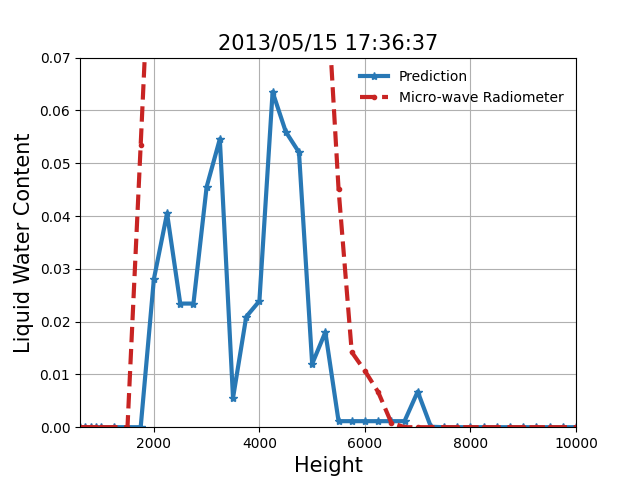 2013/05/15 17:36:37
Prediction
Micro-wave Radiometer
Liquid Water Content
0.07
0.06
0.05
0.04
0.03
0.02
0.01
0.00
2000 4000 6000 8000 10000
Height